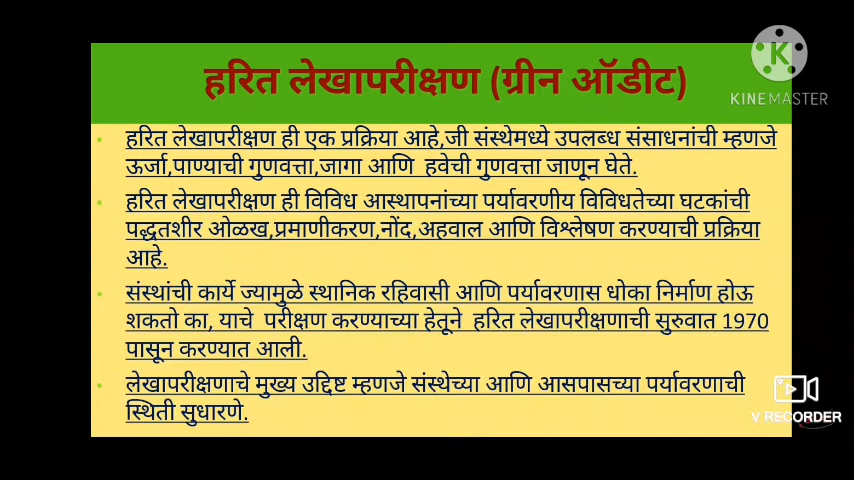 हरित लेखापरीक्षण (ग्रीन ऑडीट)
K
KINEMASTER
• हरित लेखापरीक्षण ही एक प्रक्रिया आहे,जी संस्थेमध्ये उपलब्ध संसाधनांची म्हणजे
ऊर्जा,पाण्याची गुणवत्ता,जागा आणि हवेची गुणवत्ता जाणून घेते.
• हरित लेखापरीक्षण ही विविध आस्थापनांच्या पर्यावरणीय विविधतेच्या घटकांची
पद्धतशीर ओळख,प्रमाणीकरण,नोंद,अहवाल आणि विश्लेषण करण्याची प्रक्रिया
आहे.
• संस्थांची कार्ये ज्यामुळे स्थानिक रहिवासी आणि पर्यावरणास धोका निर्माण होऊ
शकतो का, याचे परीक्षण करण्याच्या हेतूने हरित लेखापरीक्षणाची सुरुवात 1970
पासून करण्यात आली.
• लेखापरीक्षणाचे मुख्य उद्दिष्ट म्हणजे संस्थेच्या आणि आसपासच्या पर्यावरणाची
स्थिती सुधारणे.
V RECORDER